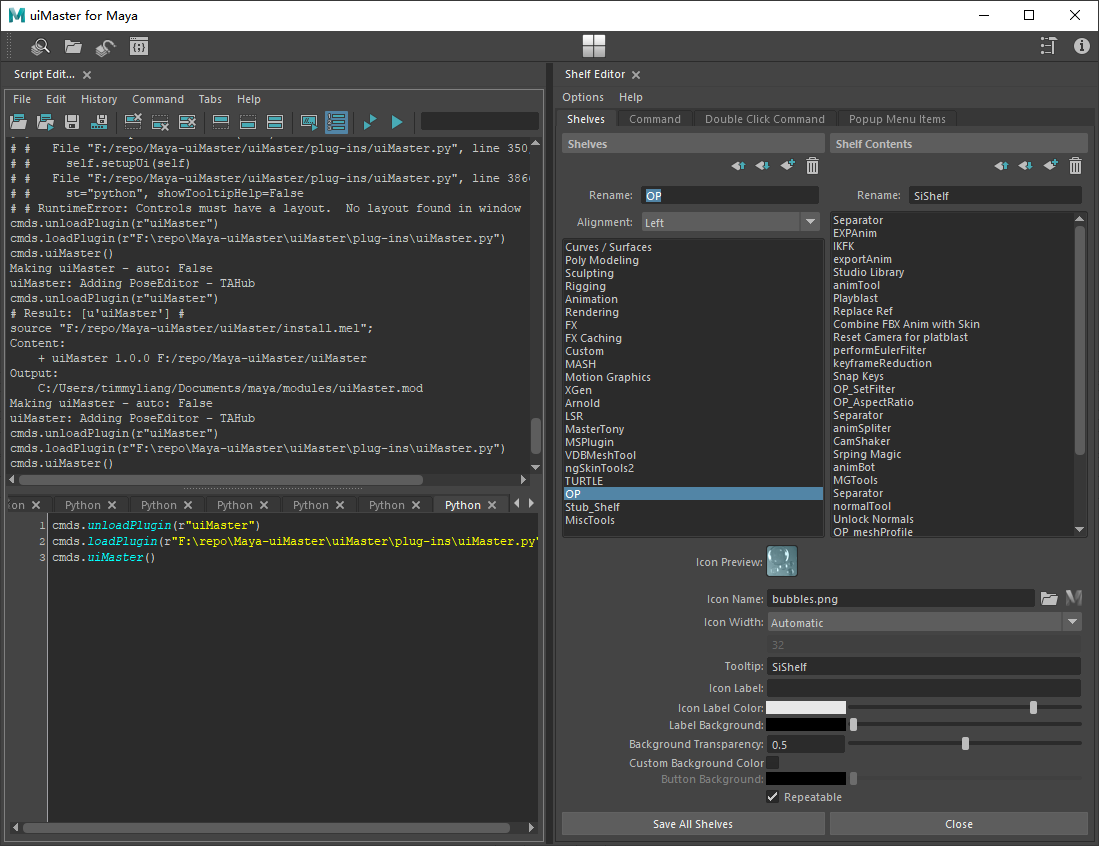 uiMaster for Maya
Script Edit...
File Edit History Command Tabs Help
# #   File "F:/repo/Maya-uiMaster/uiMaster/plug-ins/uiMaster.py", line 350
# #     self.setupUi(self)
# #   File "F:/repo/Maya-uiMaster/uiMaster/plug-ins/uiMaster.py", line 386
# #     st="python", showTooltipHelp=False
# # RuntimeError: Controls must have a layout.  No layout found in window
cmds.unloadPlugin(r"uiMaster")
cmds.loadPlugin(r"F:\repo\Maya-uiMaster\uiMaster\plug-ins\uiMaster.py")
cmds.uiMaster()
Making uiMaster - auto: False
uiMaster: Adding PoseEditor - TAHub
cmds.unloadPlugin(r"uiMaster")
# Result: [u'uiMaster'] #
source "F:/repo/Maya-uiMaster/uiMaster/install.mel";
Content:
    + uiMaster 1.0.0 F:/repo/Maya-uiMaster/uiMaster
Output:
    C:/Users/timmyliang/Documents/maya/modules/uiMaster.mod
Making uiMaster - auto: False
uiMaster: Adding PoseEditor - TAHub
cmds.unloadPlugin(r"uiMaster")
cmds.loadPlugin(r"F:\repo\Maya-uiMaster\uiMaster\plug-ins\uiMaster.py")
cmds.uiMaster()
ion Python Python Python Python Python Python
1 cmds.unloadPlugin(r"uiMaster")
2 cmds.loadPlugin(r"F:\repo\Maya-uiMaster\uiMaster\plug-ins\uiMaster.py"
3 cmds.uiMaster()
Shelf Editor
Options Help
Shelves Command Double Click Command Popup Menu Items
Shelves
Rename: OP
Alignment: Left
Curves / Surfaces
Poly Modeling
Sculpting
Rigging
Animation
Rendering
FX
FX Caching
Custom
MASH
Motion Graphics
XGen
Arnold
LSR
MasterTony
MSPlugin
VDBMeshTool
ngSkinTools2
TURTLE
OP
Stub_Shelf
MiscTools
Shelf Contents
Rename: SiShelf
Separator
EXPAnim
IKFK
exportAnim
Studio Library
animTool
Playblast
Replace Ref
Combine FBX Anim with Skin
Reset Camera for platblast
performEulerFilter
keyframeReduction
Snap Keys
OP_SetFilter
OP_AspectRatio
Separator
animSpliter
CamShaker
Srping Magic
animBot
MGTools
Separator
normalTool
Unlock Normals
OP_meshProfile
Icon Preview:
Icon Name: bubbles.png
Icon Width: Automatic
32
Tooltip: SiShelf
Icon Label:
Icon Label Color:
Label Background:
Background Transparency: 0.5
Custom Background Color
Button Background:
Repeatable
Save All Shelves Close